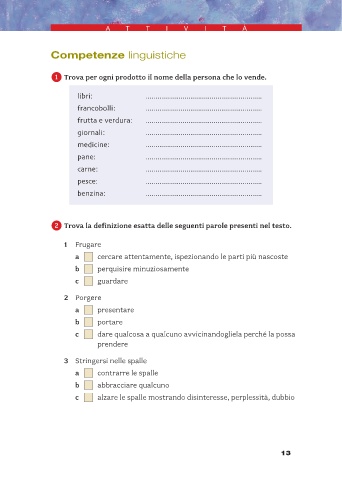 ATTIVITÀ
Competenze linguistiche
1 Trova per ogni prodotto il nome della persona che lo vende.
libri: ..............................................................
francobolli: ..............................................................
frutta e verdura: ..............................................................
giornali: ..............................................................
medicine: ..............................................................
pane: ..............................................................
carne: ..............................................................
pesce: ..............................................................
benzina: ..............................................................
2 Trova la definizione esatta delle seguenti parole presenti nel testo.
1 Frugare
a cercare attentamente, ispezionando le parti più nascoste
b perquisire minuziosamente
c guardare
2 Porgere
a presentare
b portare
c dare qualcosa a qualcuno avvicinandogliela perché la possa
prendere
3 Stringersi nelle spalle
a contrarre le spalle
b abbracciare qualcuno
c alzare le spalle mostrando disinteresse, perplessità, dubbio
13